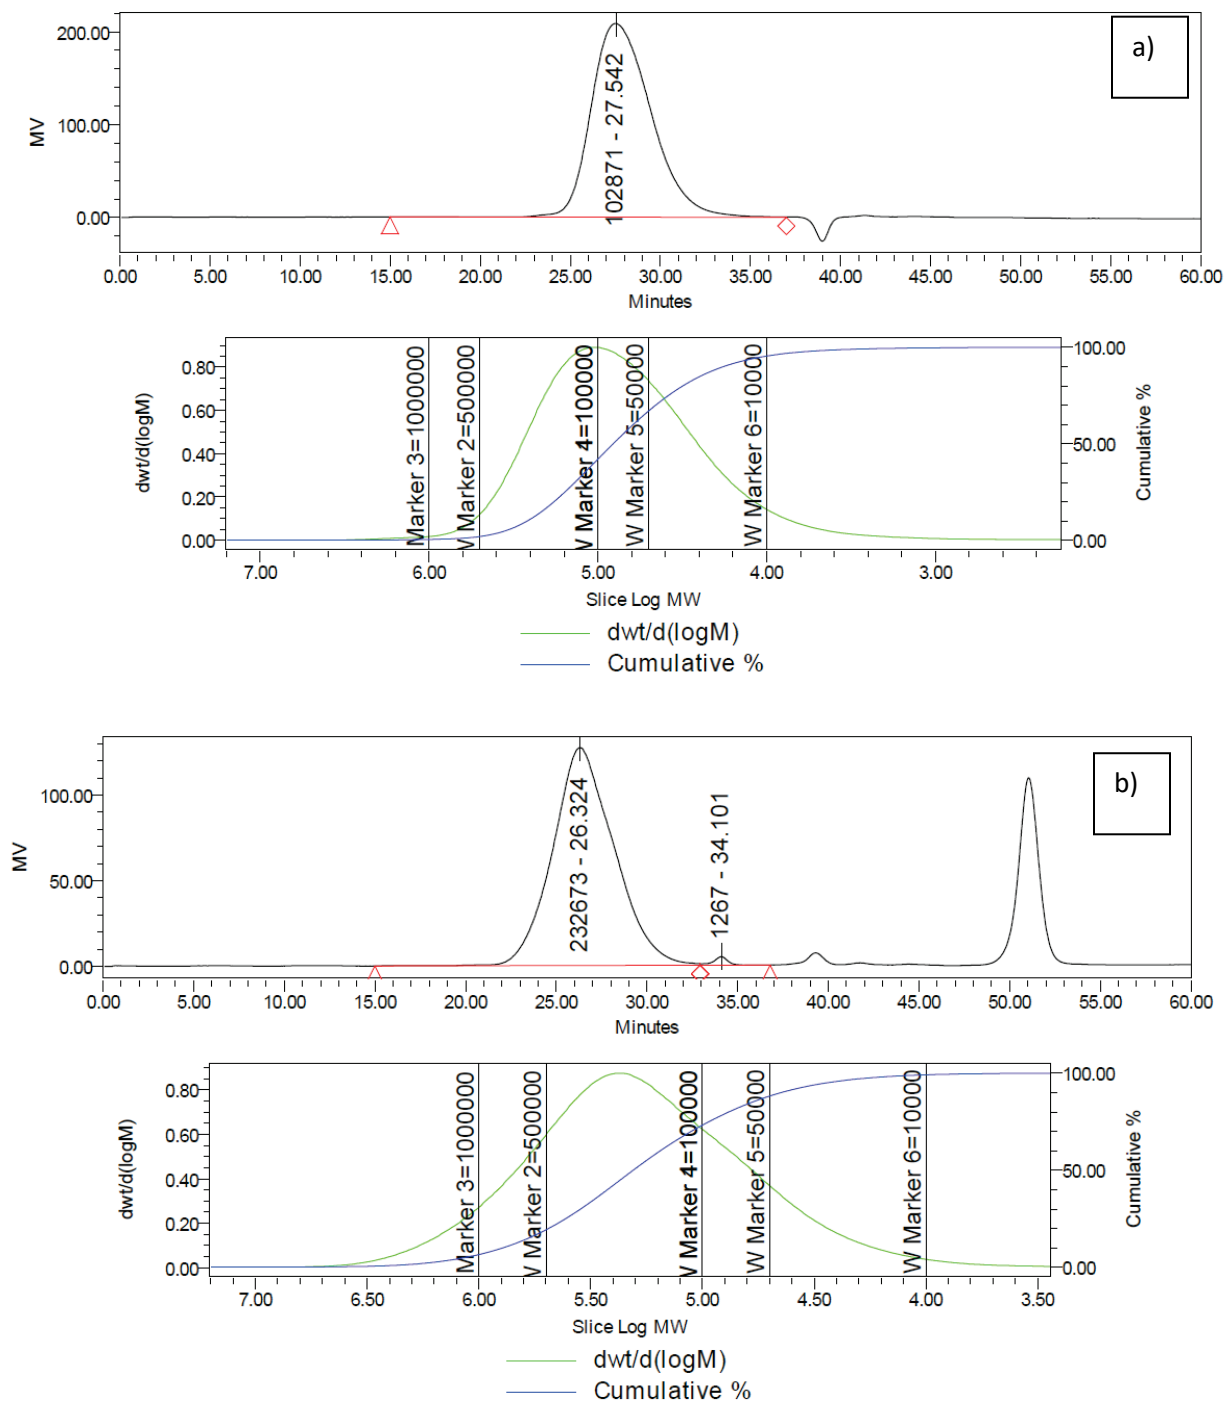 a)
200.00
100.00
0.00
MV
102871 - 27.542
0.00 5.00 10.00 15.00 20.00 25.00 30.00 35.00 40.00 45.00 50.00 55.00 60.00
Minutes
0.80
0.60
0.40
0.20
0.00
dwt/d(logM)
Marker 3=1000000
V Marker 2=500000
V Marker 4=100000
W Marker 5=50000
W Marker 6=10000
100.00
50.00
0.00
Cumulative %
7.00 6.00 5.00 4.00 3.00
Slice Log MW
dwt/d(logM)
Cumulative %
b)
100.00
50.00
0.00
MV
232673 - 26.324
1267 - 34.101
0.00 5.00 10.00 15.00 20.00 25.00 30.00 35.00 40.00 45.00 50.00 55.00 60.00
Minutes
0.80
0.60
0.40
0.20
0.00
dwt/d(logM)
Marker 3=1000000
V Marker 2=500000
V Marker 4=100000
W Marker 5=50000
W Marker 6=10000
100.00
50.00
0.00
Cumulative %
7.00 6.50 6.00 5.50 5.00 4.50 4.00 3.50
Slice Log MW
dwt/d(logM)
Cumulative %